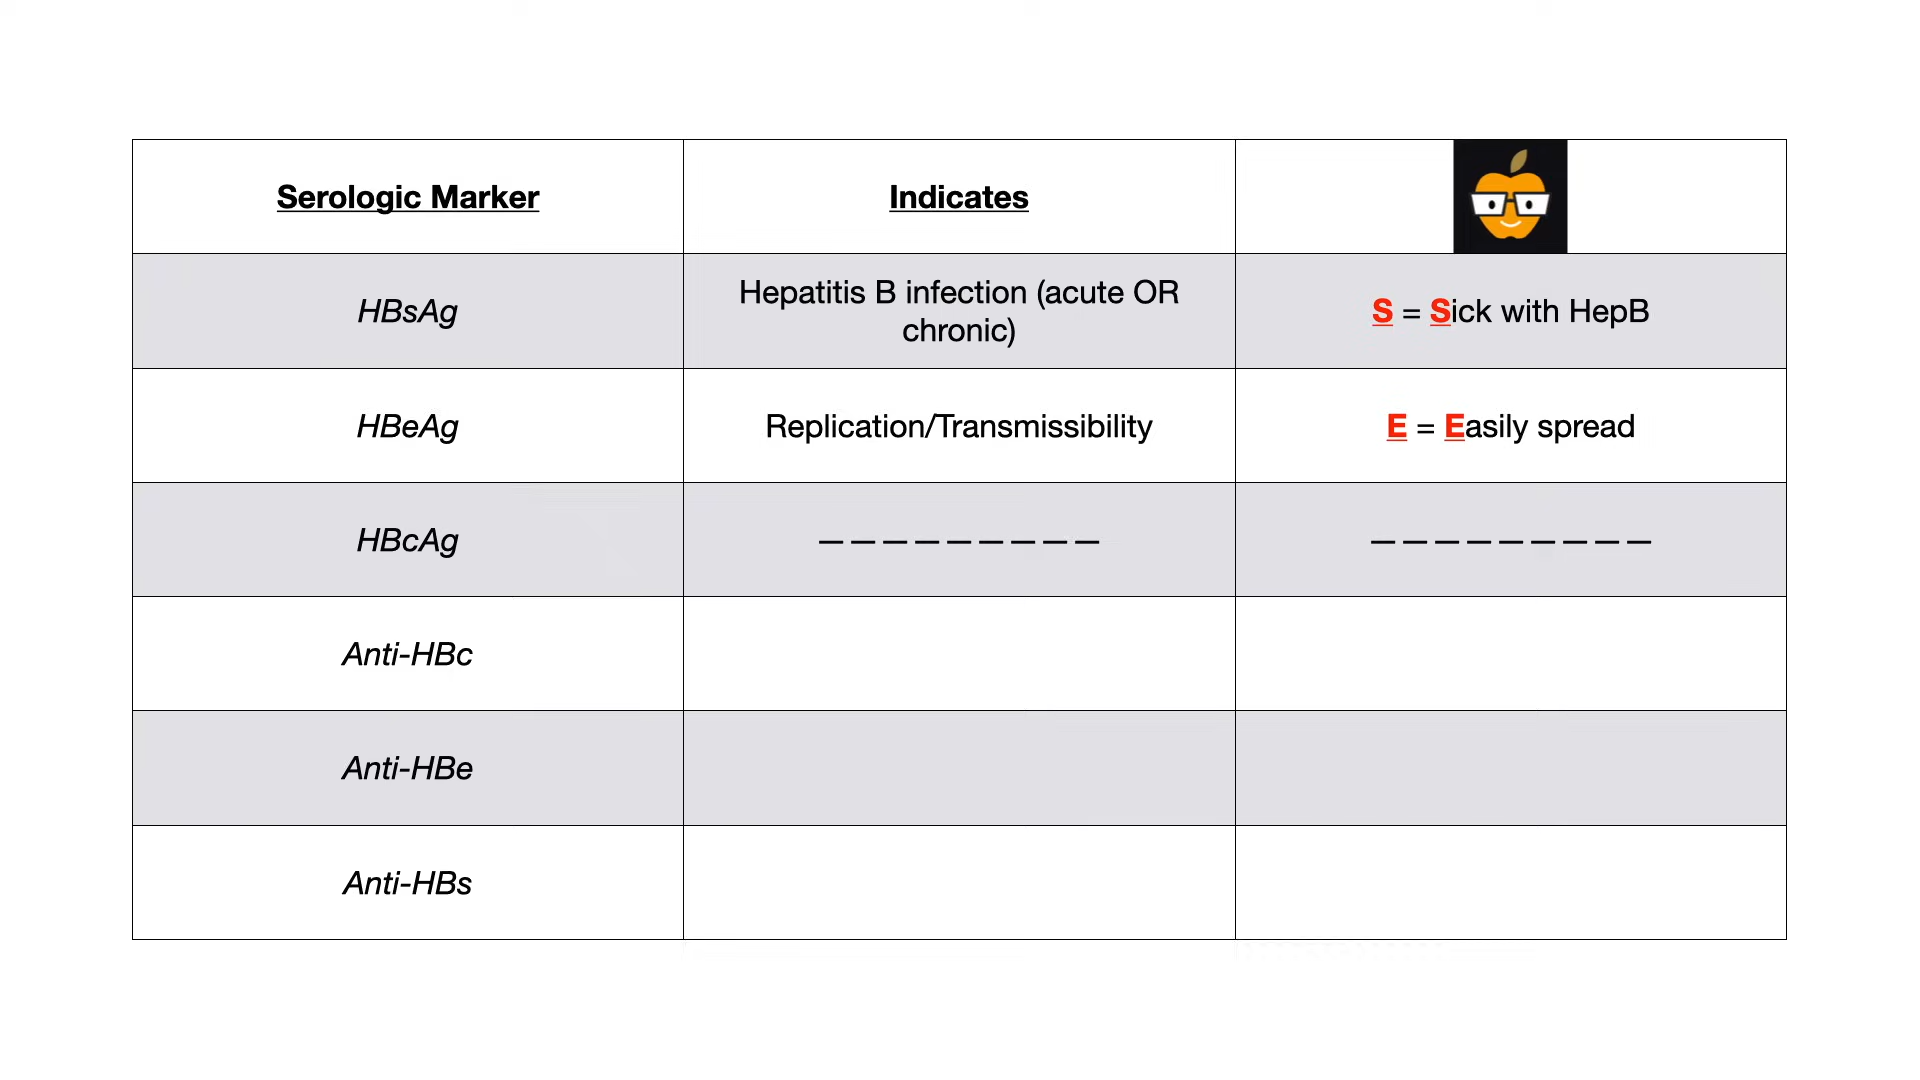 Serologic Marker
Indicates
HBsAg
Hepatitis B infection (acute OR
chronic)
S = Sick with HepB
HBeAg
Replication/Transmissibility
E = Easily spread
HBcAg
— — — — — — — — —
— — — — — — — — —
Anti-HBc
Anti-HBe
Anti-HBs